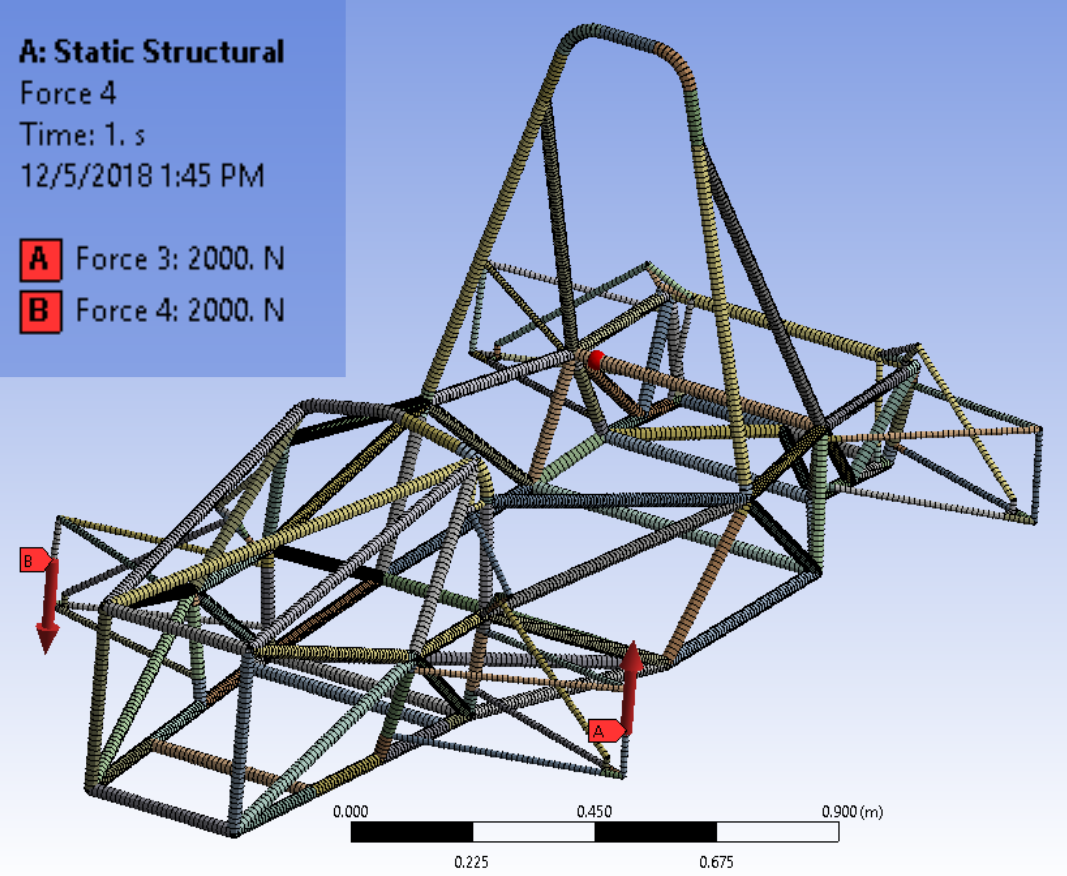 A: Static Structural
Force 4
Time: 1. s
12/5/2018 1:45 PM
A Force 3: 2000. N
B Force 4: 2000. N
B
A
0.000 0.450 0.900 (m)
0.225 0.675